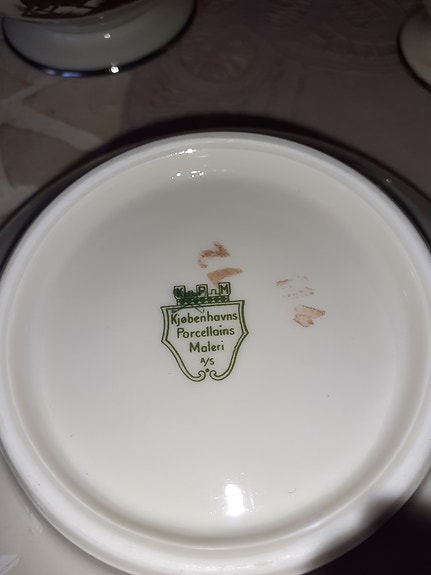 K P M
Kjøbenhavns
Porcellains
Maleri
A/S